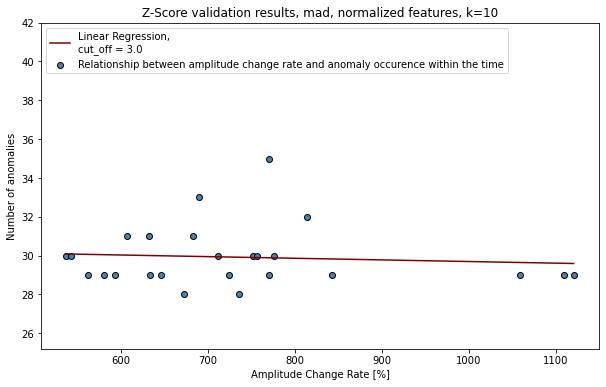 Z-Score validation results, mad, normalized features, k=10
Linear Regression,
cut_off = 3.0
Relationship between amplitude change rate and anomaly occurence within the time
Number of anomalies
42
40
38
36
34
32
30
28
26
600
700
800
900
1000
1100
Amplitude Change Rate [%]